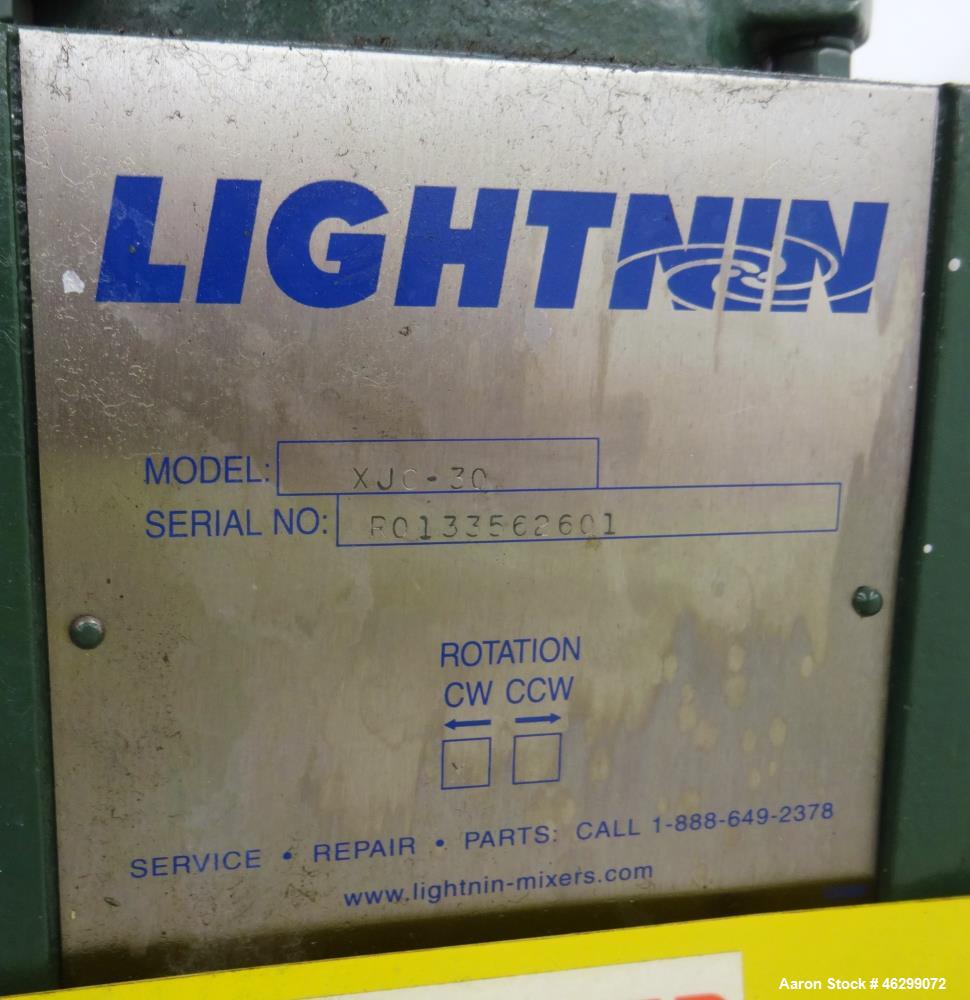 LIGHTNIN
MODEL: XJC-30
SERIAL NO: R0133562601
ROTATION
CW CCW
SERVICE • REPAIR • PARTS: CALL 1-888-649-2378
www.lightnin-mixers.com
Aaron Stock # 46299072